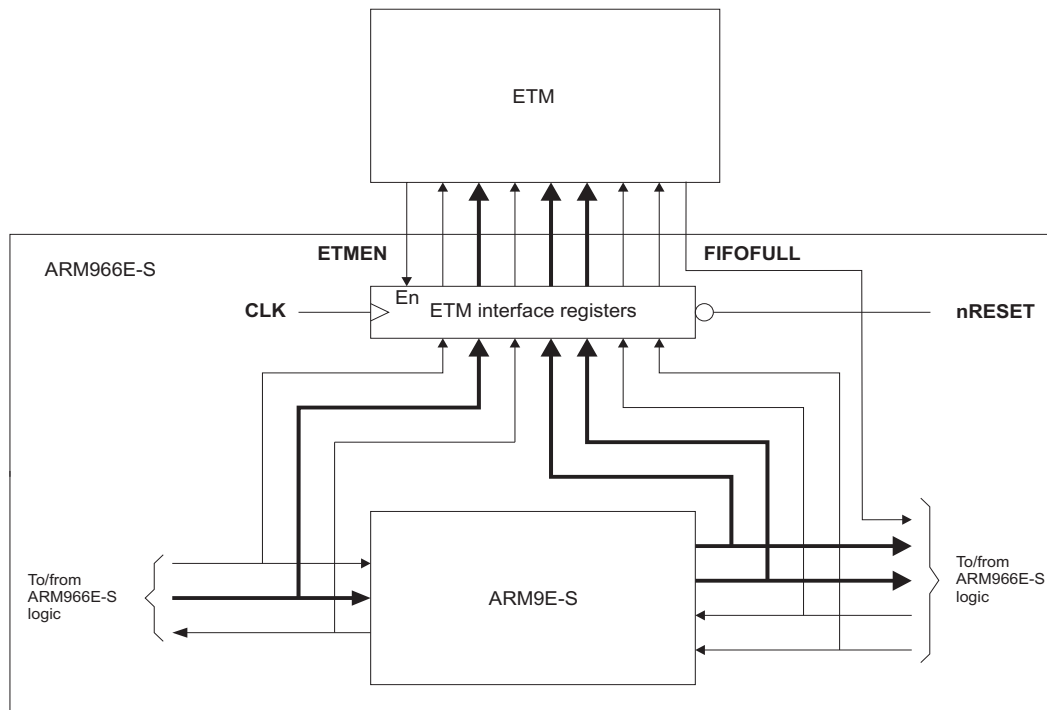 ETM
ETMEN
FIFOFULL
ARM966E-S
En
CLK
ETM interface registers
nRESET
To/from
ARM966E-S
logic
ARM9E-S
To/from
ARM966E-S
logic